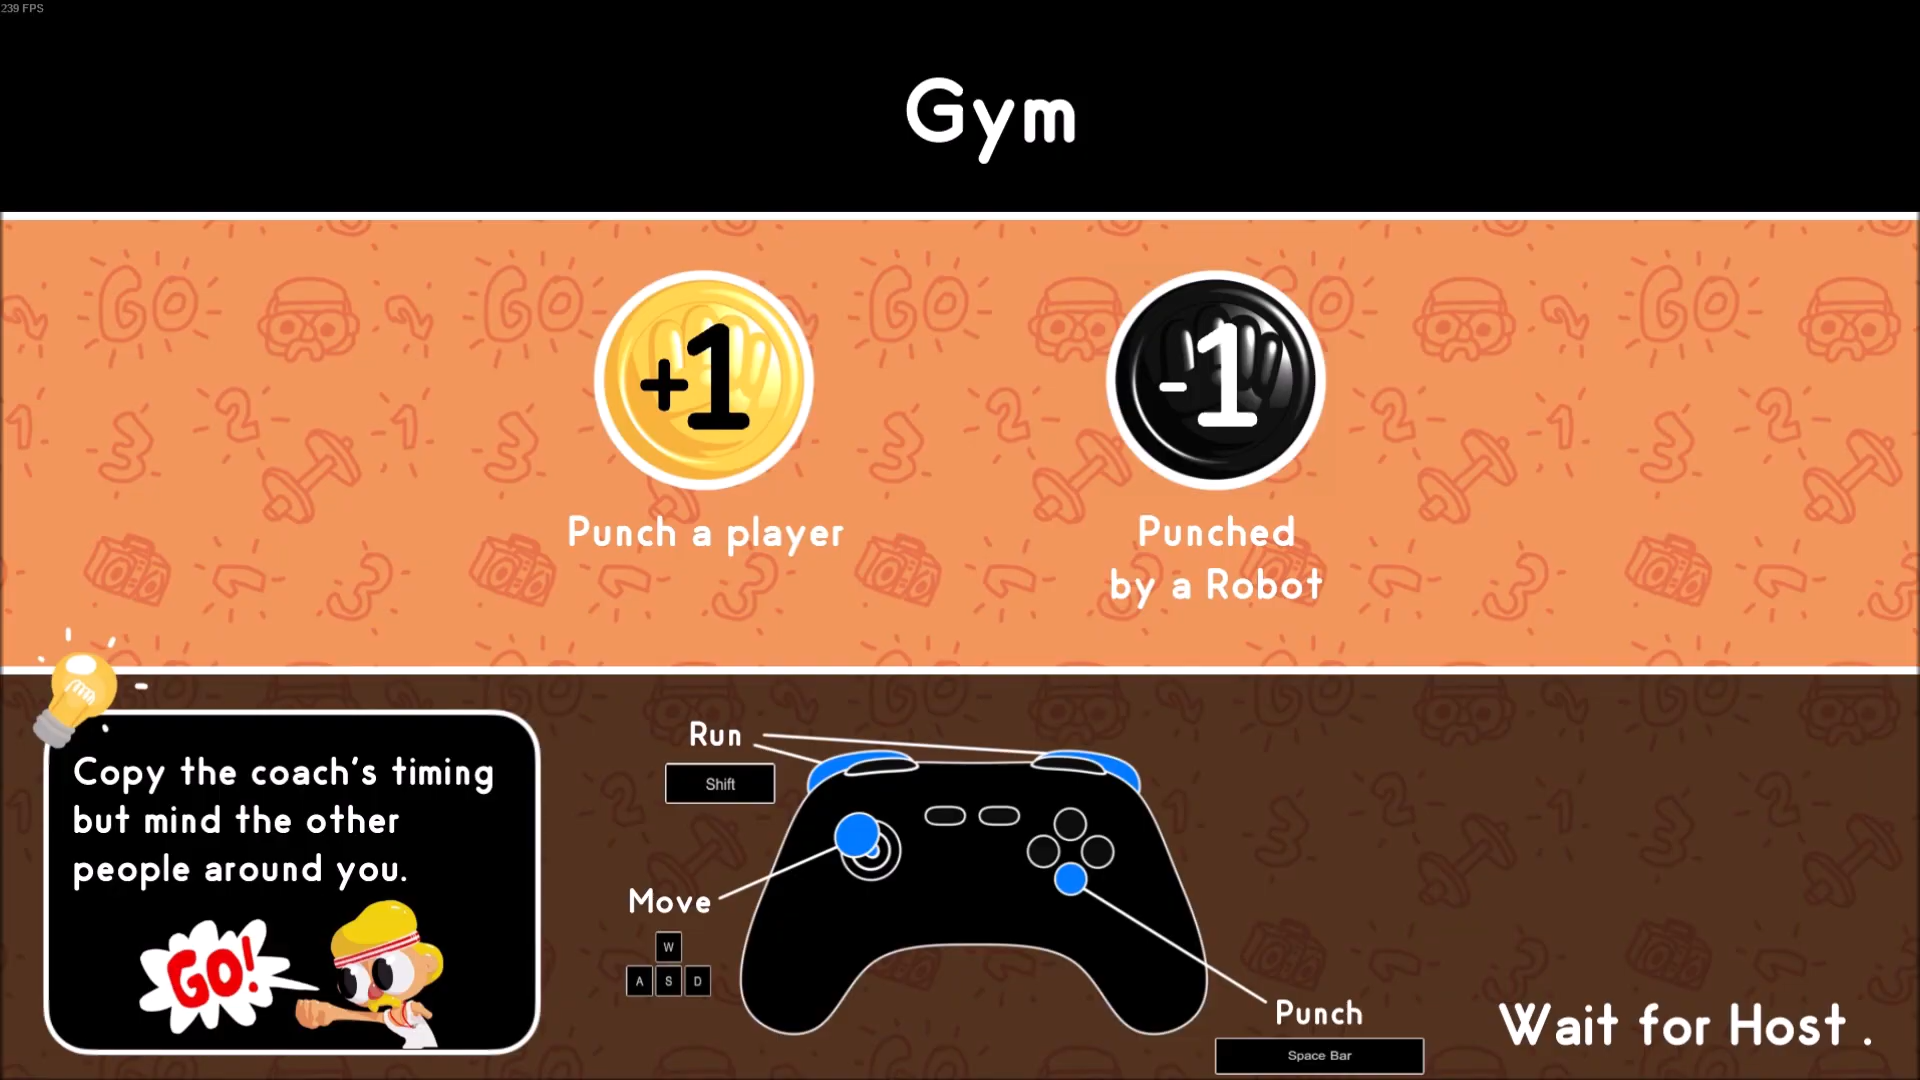 239 FPS
Gym
+1
-1
Punch a player
Punched
by a Robot
Copy the coach's timing
but mind the other
people around you.
GO!
Run
Shift
Move
W
A S D
Punch
Space Bar
Wait for Host .